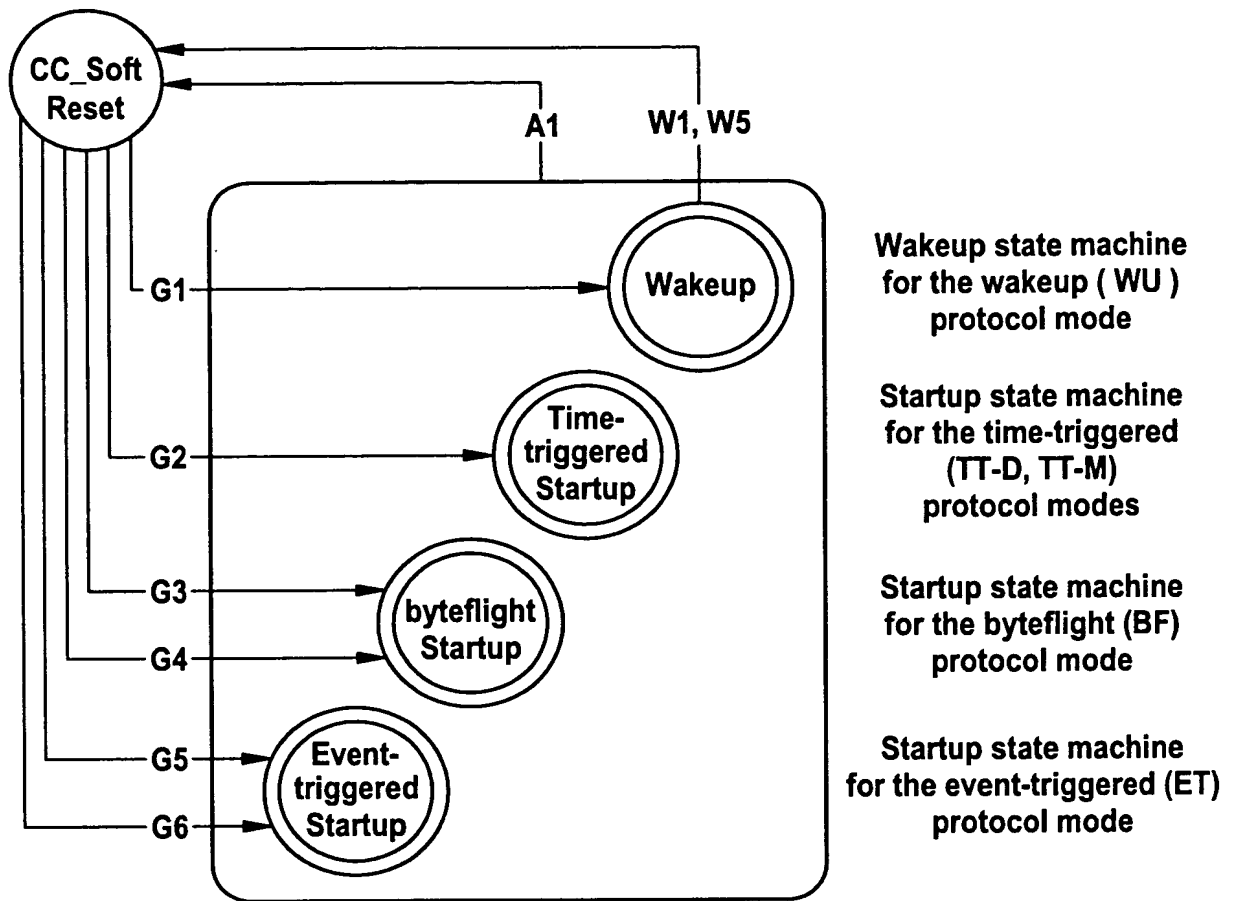 CC_Soft
Reset
A1
W1, W5
G1
Wakeup
Wakeup state machine
for the wakeup ( WU )
protocol mode
G2
Time-
triggered
Startup
Startup state machine
for the time-triggered
(TT-D, TT-M)
protocol modes
G3
G4
byteflight
Startup
Startup state machine
for the byteflight (BF)
protocol mode
G5
G6
Event-
triggered
Startup
Startup state machine
for the event-triggered (ET)
protocol mode